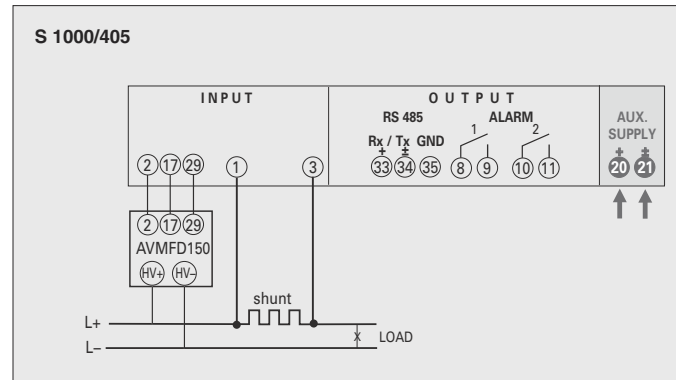 S 1000/405
INPUT
OUTPUT
RS 485
ALARM
1
2
Rx / Tx GND
+
±
33 34 35 8 9 10 11
AUX.
SUPPLY
+
±
20 21
2 17 29 1 3
2 17 29
AVMFD150
HV+ HV–
shunt
L+
L–
X
LOAD